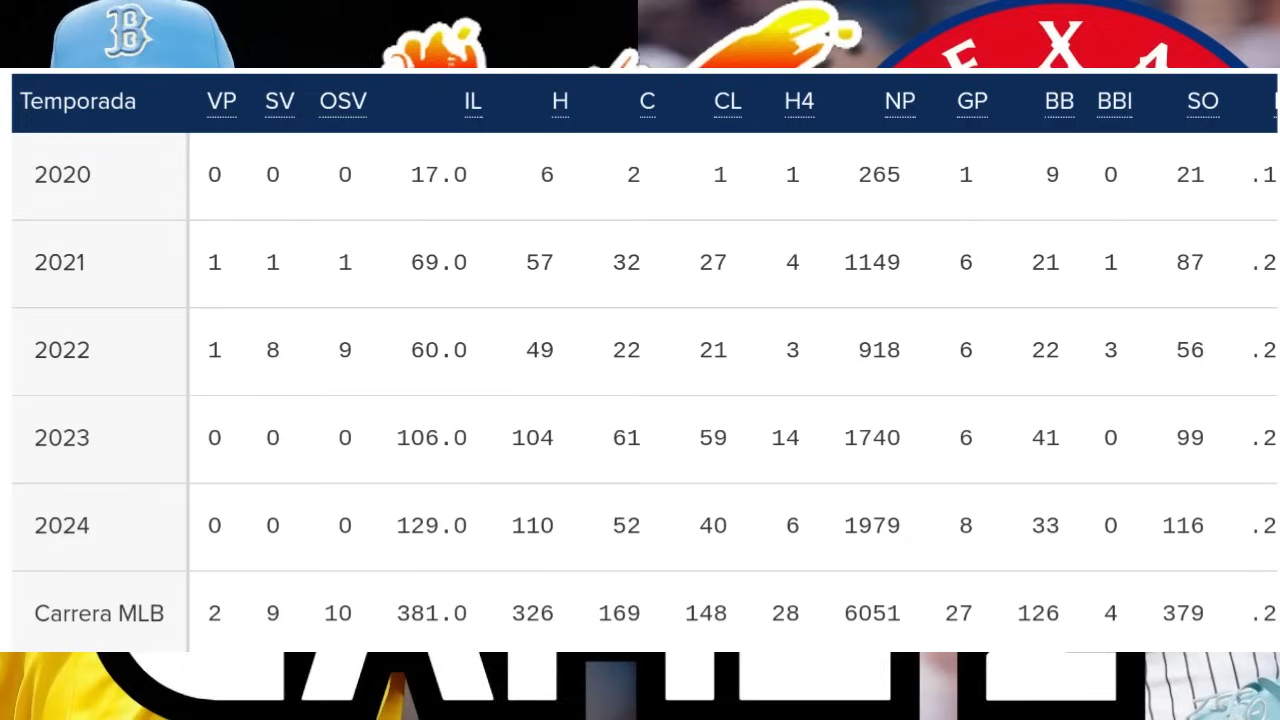 B
E X A
Temporada VP SV OSV IL H C CL H4 NP GP BB BBI SO
2020 0 0 0 17.0 6 2 1 1 265 1 9 0 21 .1
2021 1 1 1 69.0 57 32 27 4 1149 6 21 1 87 .2
2022 1 8 9 60.0 49 22 21 3 918 6 22 3 56 .2
2023 0 0 0 106.0 104 61 59 14 1740 6 41 0 99 .2
2024 0 0 0 129.0 110 52 40 6 1979 8 33 0 116 .2
Carrera MLB 2 9 10 381.0 326 169 148 28 6051 27 126 4 379 .2